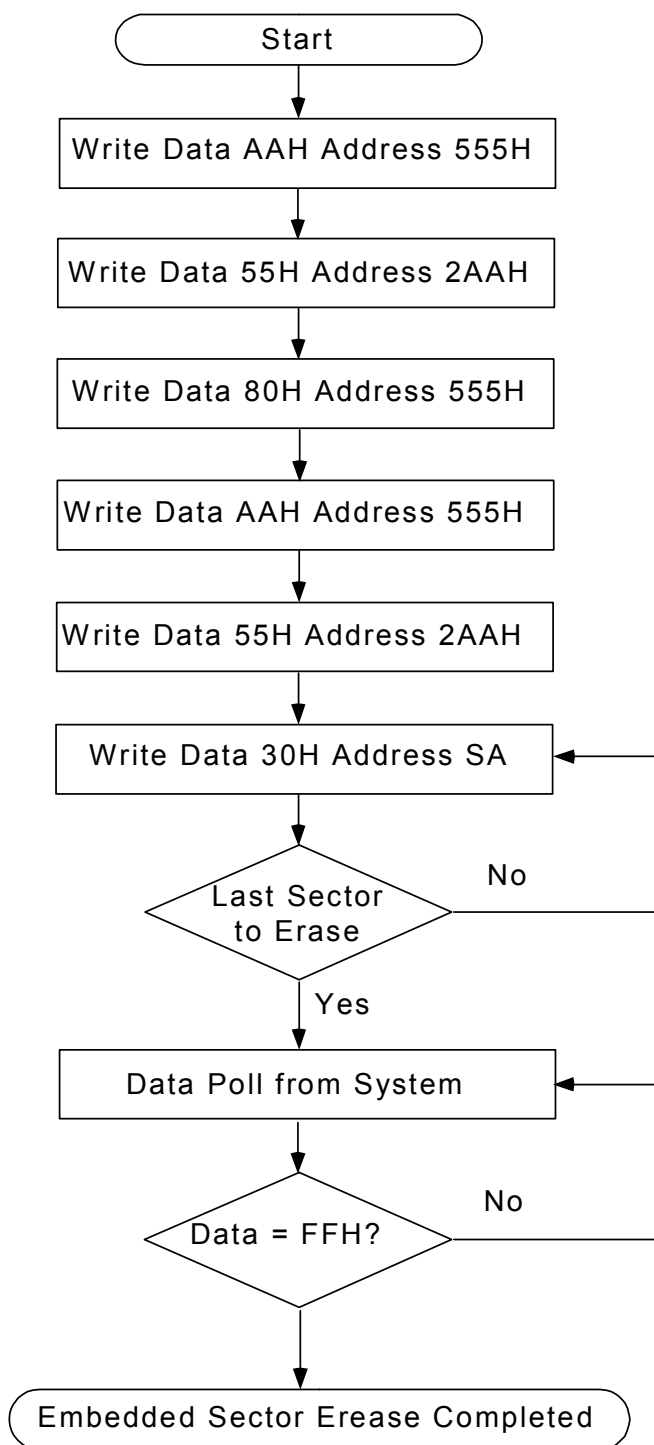 Start
Write Data AAH Address 555H
Write Data 55H Address 2AAH
Write Data 80H Address 555H
Write Data AAH Address 555H
Write Data 55H Address 2AAH
Write Data 30H Address SA
No
Last Sector
to Erase
Yes
Data Poll from System
No
Data = FFH?
Embedded Sector Erease Completed